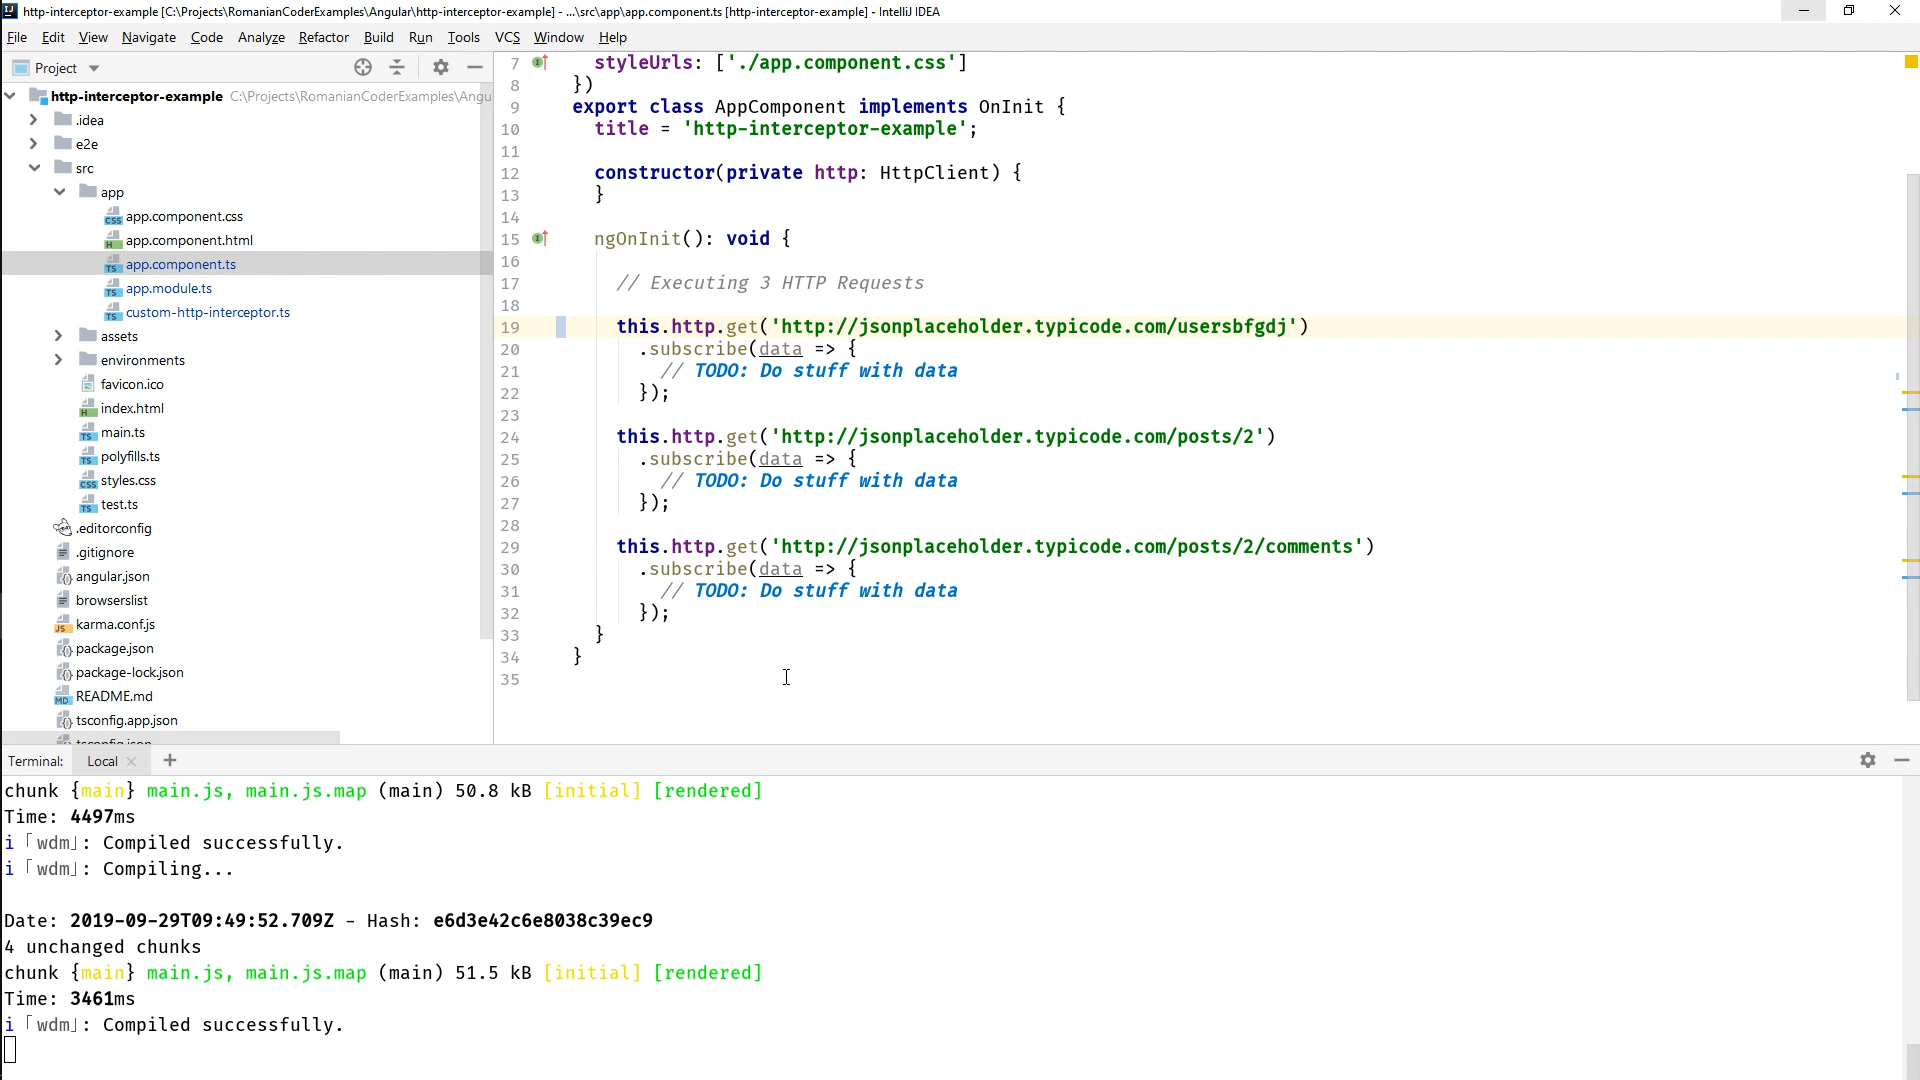 http-interceptor-example [C:\Projects\RomanianCoderExamples\Angular\http-interceptor-example] - ...\src\app\app.component.ts [http-interceptor-example] - IntelliJ IDEA
File Edit View Navigate Code Analyze Refactor Build Run Tools VCS Window Help
Project
http-interceptor-example C:\Projects\RomanianCoderExamples\Angu
.idea
e2e
src
app
app.component.css
app.component.html
app.component.ts
app.module.ts
custom-http-interceptor.ts
assets
environments
favicon.ico
index.html
main.ts
polyfills.ts
styles.css
test.ts
.editorconfig
.gitignore
angular.json
browserslist
karma.conf.js
package.json
package-lock.json
README.md
tsconfig.app.json
tsconfig.json
7 styleUrls: ['./app.component.css']
8 })
9 export class AppComponent implements OnInit {
10 title = 'http-interceptor-example';
11
12 constructor(private http: HttpClient) {
13 }
14
15 ngOnInit(): void {
16
17 // Executing 3 HTTP Requests
18
19 this.http.get('http://jsonplaceholder.typicode.com/usersbfgdj')
20 .subscribe(data => {
21 // TODO: Do stuff with data
22 });
23
24 this.http.get('http://jsonplaceholder.typicode.com/posts/2')
25 .subscribe(data => {
26 // TODO: Do stuff with data
27 });
28
29 this.http.get('http://jsonplaceholder.typicode.com/posts/2/comments')
30 .subscribe(data => {
31 // TODO: Do stuff with data
32 });
33 }
34 }
35
Terminal: Local
chunk {main} main.js, main.js.map (main) 50.8 kB [initial] [rendered]
Time: 4497ms
i ｢wdm｣: Compiled successfully.
i ｢wdm｣: Compiling...
Date: 2019-09-29T09:49:52.709Z - Hash: e6d3e42c6e8038c39ec9
4 unchanged chunks
chunk {main} main.js, main.js.map (main) 51.5 kB [initial] [rendered]
Time: 3461ms
i ｢wdm｣: Compiled successfully.